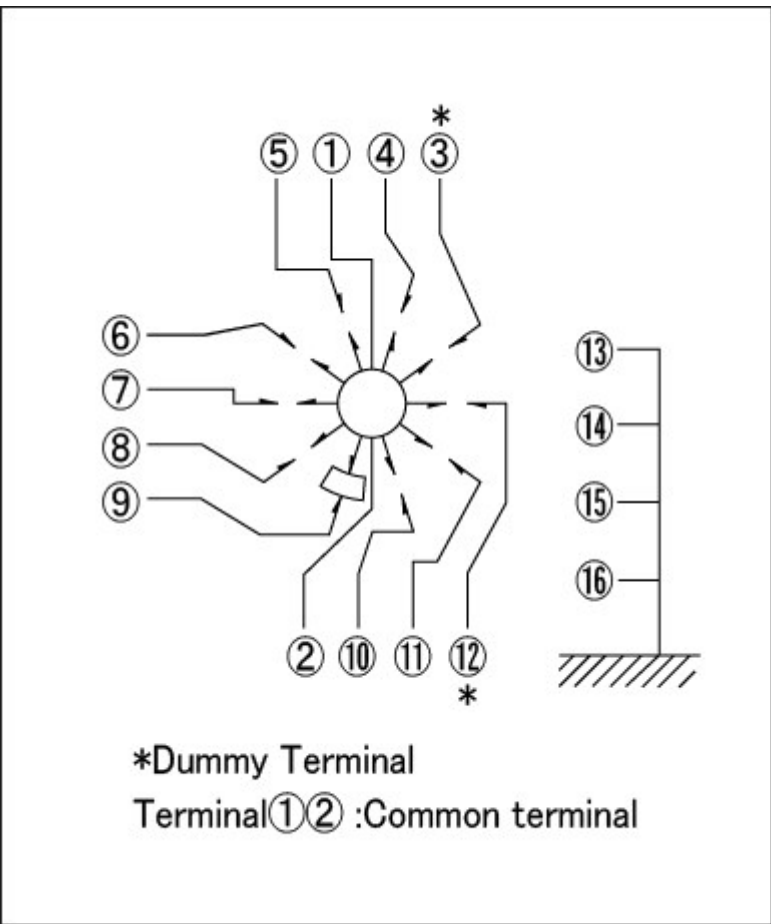 *
⑤ ① ④ ③
⑥
⑦
⑧
⑨
⑬
⑭
⑮
⑯
② ⑩ ⑪ ⑫
*
*Dummy Terminal
Terminal①② :Common terminal